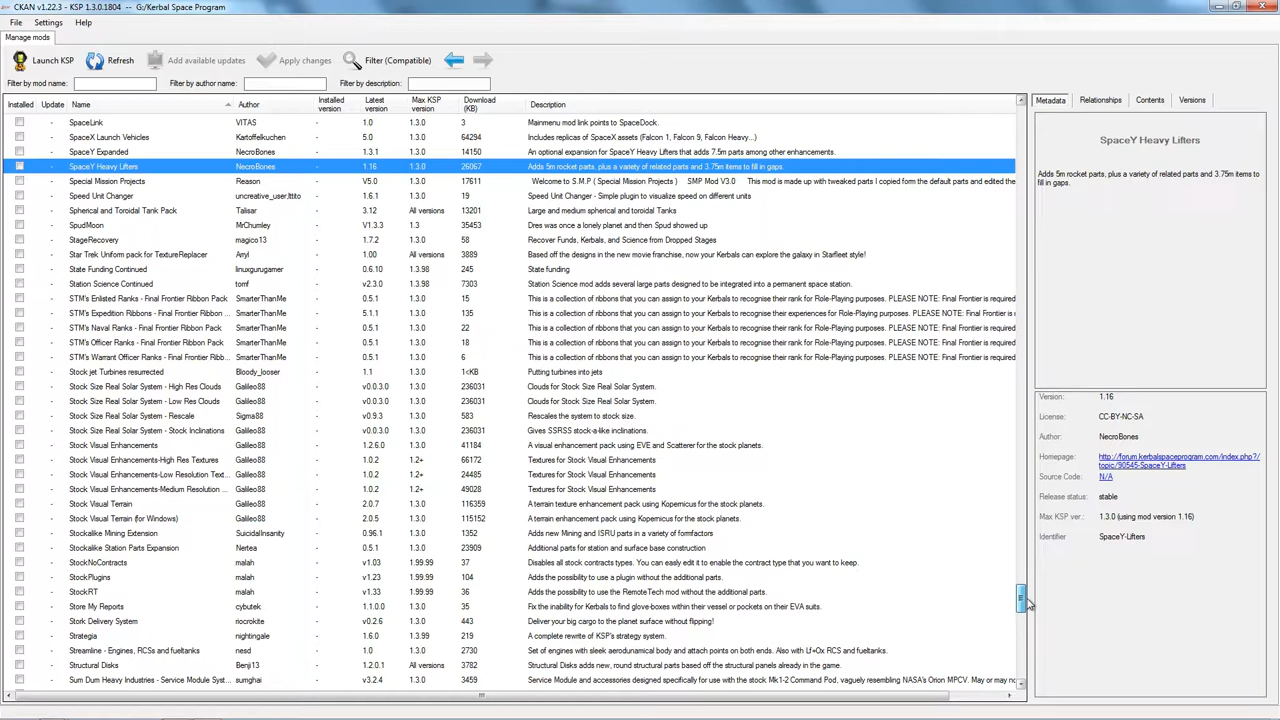 CKAN v1.22.3 - KSP 1.3.0.1804 -- G:/Kerbal Space Program
File Settings Help
Manage mods
Launch KSP Refresh Add available updates Apply changes Filter (Compatible)
Filter by mod name: Filter by author name: Filter by description:
Installed Update Name Author Installed version Latest version Max KSP version Download (KB) Description
- SpaceLink VITAS - 1.0 1.3.0 3 Mainmenu mod link points to SpaceDock.
- SpaceX Launch Vehicles Kartoffelkuchen - 5.0 1.3.0 64294 Includes replicas of SpaceX assets (Falcon 1, Falcon 9, Falcon Heavy...)
- SpaceY Expanded NecroBones - 1.3.1 1.3.0 14150 An optional expansion for SpaceY Heavy Lifters that adds 7.5m parts among other enhancements.
- SpaceY Heavy Lifters NecroBones - 1.16 1.3.0 26067 Adds 5m rocket parts, plus a variety of related parts and 3.75m items to fill in gaps.
- Special Mission Projects Reason - V5.0 1.3.0 17611 Welcome to S.M.P ( Special Mission Projects ) SMP Mod V3.0 This mod is made up with tweaked parts I copied form the default parts and edited the
- Speed Unit Changer uncreative_user,ittito - 1.6.1 1.3.0 19 Speed Unit Changer - Simple plugin to visualize speed on different units
- Spherical and Toroidal Tank Pack Talisar - 3.12 All versions 13201 Large and medium spherical and toroidal Tanks
- SpudMoon MrChumley - V1.3.3 1.3 35453 Dres was once a lonely planet and then Spud showed up
- StageRecovery magico13 - 1.7.2 1.3.0 58 Recover Funds, Kerbals, and Science from Dropped Stages
- Star Trek Uniform pack for TextureReplacer Arryl - 1.00 All versions 3889 Based off the designs in the new movie franchise, now your Kerbals can explore the galaxy in Starfleet style!
- State Funding Continued linuxgurugamer - 0.6.10 1.3.98 245 State funding
- Station Science Continued tomf - v2.3.0 1.3.98 7303 Station Science mod adds several large parts designed to be integrated into a permanent space station.
- STM's Enlisted Ranks - Final Frontier Ribbon Pack SmarterThanMe - 0.5.1 1.3.0 15 This is a collection of ribbons that you can assign to your Kerbals to recognise their rank for Role-Playing purposes. PLEASE NOTE: Final Frontier is required
- STM's Expedition Ribbons - Final Frontier Ribbon Pack SmarterThanMe - 0.5.1 1.3.0 135 This is a collection of ribbons that you can assign to your Kerbals to recognise their experiences for Role-Playing purposes. PLEASE NOTE: Final Frontier is
- STM's Naval Ranks - Final Frontier Ribbon Pack SmarterThanMe - 0.5.1 1.3.0 22 This is a collection of ribbons that you can assign to your Kerbals to recognise their rank for Role-Playing purposes. PLEASE NOTE: Final Frontier is required
- STM's Officer Ranks - Final Frontier Ribbon Pack SmarterThanMe - 0.5.1 1.3.0 18 This is a collection of ribbons that you can assign to your Kerbals to recognise their rank for Role-Playing purposes. PLEASE NOTE: Final Frontier is required
- STM's Warrant Officer Ranks - Final Frontier Ribb... SmarterThanMe - 0.5.1 1.3.0 6 This is a collection of ribbons that you can assign to your Kerbals to recognise their rank for Role-Playing purposes. PLEASE NOTE: Final Frontier is required
- Stock jet Turbines resurrected Bloody_looser - 1.1 1.3.0 1<KB Putting turbines into jets
- Stock Size Real Solar System - High Res Clouds Galileo88 - v0.0.3.0 1.3.0 236031 Clouds for Stock Size Real Solar System.
- Stock Size Real Solar System - Low Res Clouds Galileo88 - v0.0.3.0 1.3.0 236031 Clouds for Stock Size Real Solar System.
- Stock Size Real Solar System - Rescale Sigma88 - v0.9.3 1.3.0 583 Rescales the system to stock size.
- Stock Size Real Solar System - Stock Inclinations Galileo88 - v0.0.3.0 1.3.0 236031 Gives SSRSS stock-a-like inclinations.
- Stock Visual Enhancements Galileo88 - 1.2.6.0 1.3.0 41184 A visual enhancement pack using EVE and Scatterer for the stock planets.
- Stock Visual Enhancements-High Res Textures Galileo88 - 1.0.2 1.2+ 66172 Textures for Stock Visual Enhancements
- Stock Visual Enhancements-Low Resolution Text... Galileo88 - 1.0.2 1.2+ 24485 Textures for Stock Visual Enhancements
- Stock Visual Enhancements-Medium Resolution ... Galileo88 - 1.0.2 1.2+ 49028 Textures for Stock Visual Enhancements
- Stock Visual Terrain Galileo88 - 2.0.7 1.3.0 116359 A terrain texture enhancement pack using Kopernicus for the stock planets.
- Stock Visual Terrain (for Windows) Galileo88 - 2.0.5 1.3.0 115152 A terrain enhancement pack using Kopernicus for the stock planets.
- Stockalike Mining Extension SuicidalInsanity - 0.96.1 1.3.0 1352 Adds new Mining and ISRU parts in a variety of formfactors
- Stockalike Station Parts Expansion Nertea - 0.5.1 1.3.0 23909 Additional parts for station and surface base construction
- StockNoContracts malah - v1.03 1.99.99 37 Disables all stock contracts types. You can easily edit it to enable the contract type that you want to keep.
- StockPlugins malah - v1.23 1.99.99 104 Adds the possibility to use a plugin without the additional parts.
- StockRT malah - v1.33 1.99.99 36 Adds the possibility to use the RemoteTech mod without the additional parts.
- Store My Reports cybutek - 1.1.0.0 1.3.0 35 Fix the inability for Kerbals to find glove-boxes within their vessel or pockets on their EVA suits.
- Stork Delivery System riocrokite - v0.2.6 1.3.0 443 Deliver your big cargo to the planet surface without flipping!
- Strategia nightingale - 1.6.0 1.3.99 219 A complete rewrite of KSP's strategy system.
- Streamline - Engines, RCSs and fueltanks nesd - 1.0 1.3.0 2730 Set of engines with sleek aerodynamical body and attach points on both ends. Also with Lf+Ox RCS and fueltanks.
- Structural Disks Benji13 - 1.2.0.1 All versions 3782 Structural Disks adds new, round structural parts based off the structural panels already in the game.
- Sum Dum Heavy Industries - Service Module Syst... sumghai - v3.2.4 1.3.0 3459 Service Module and accessories designed specifically for use with the stock Mk1-2 Command Pod, vaguely resembling NASA's Orion MPCV. May or may no
Metadata Relationships Contents Versions
SpaceY Heavy Lifters
Adds 5m rocket parts, plus a variety of related parts and 3.75m items to
fill in gaps.
Version: 1.16
License: CC-BY-NC-SA
Author: NecroBones
Homepage: http://forum.kerbalspaceprogram.com/index.php?/
topic/90545-SpaceY-Lifters
Source Code: N/A
Release status: stable
Max KSP ver.: 1.3.0 (using mod version 1.16)
Identifier SpaceY-Lifters